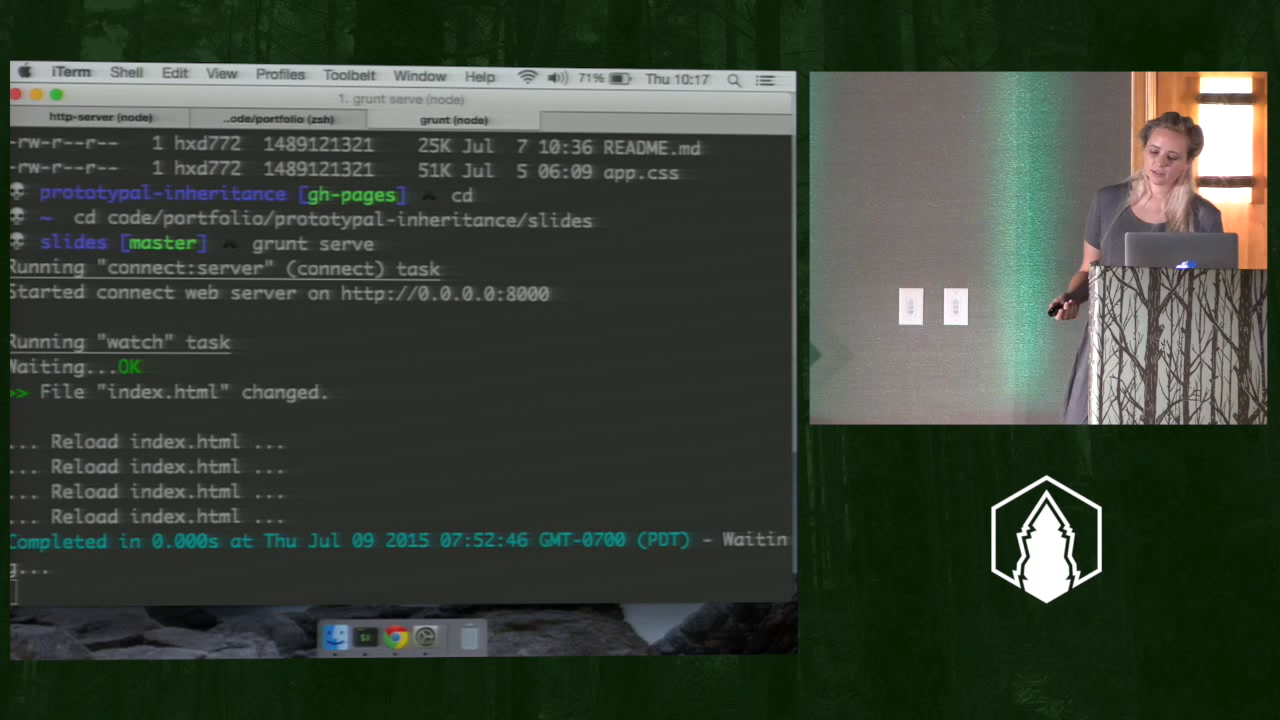 iTerm Shell Edit View Profiles Toolbelt Window Help 71% Thu 10:17
1. grunt serve (node)
http-server (node) ..ode/portfolio (zsh) grunt (node)
-rw-r--r-- 1 hxd772 1489121321 25K Jul 7 10:36 README.md
-rw-r--r-- 1 hxd772 1489121321 51K Jul 5 06:09 app.css
prototypal-inheritance [gh-pages] cd
~ cd code/portfolio/prototypal-inheritance/slides
slides [master] grunt serve
Running "connect:server" (connect) task
Started connect web server on http://0.0.0.0:8000
Running "watch" task
Waiting...OK
>> File "index.html" changed.
... Reload index.html ...
... Reload index.html ...
... Reload index.html ...
... Reload index.html ...
Completed in 0.000s at Thu Jul 09 2015 07:52:46 GMT-0700 (PDT) - Waitin
g...